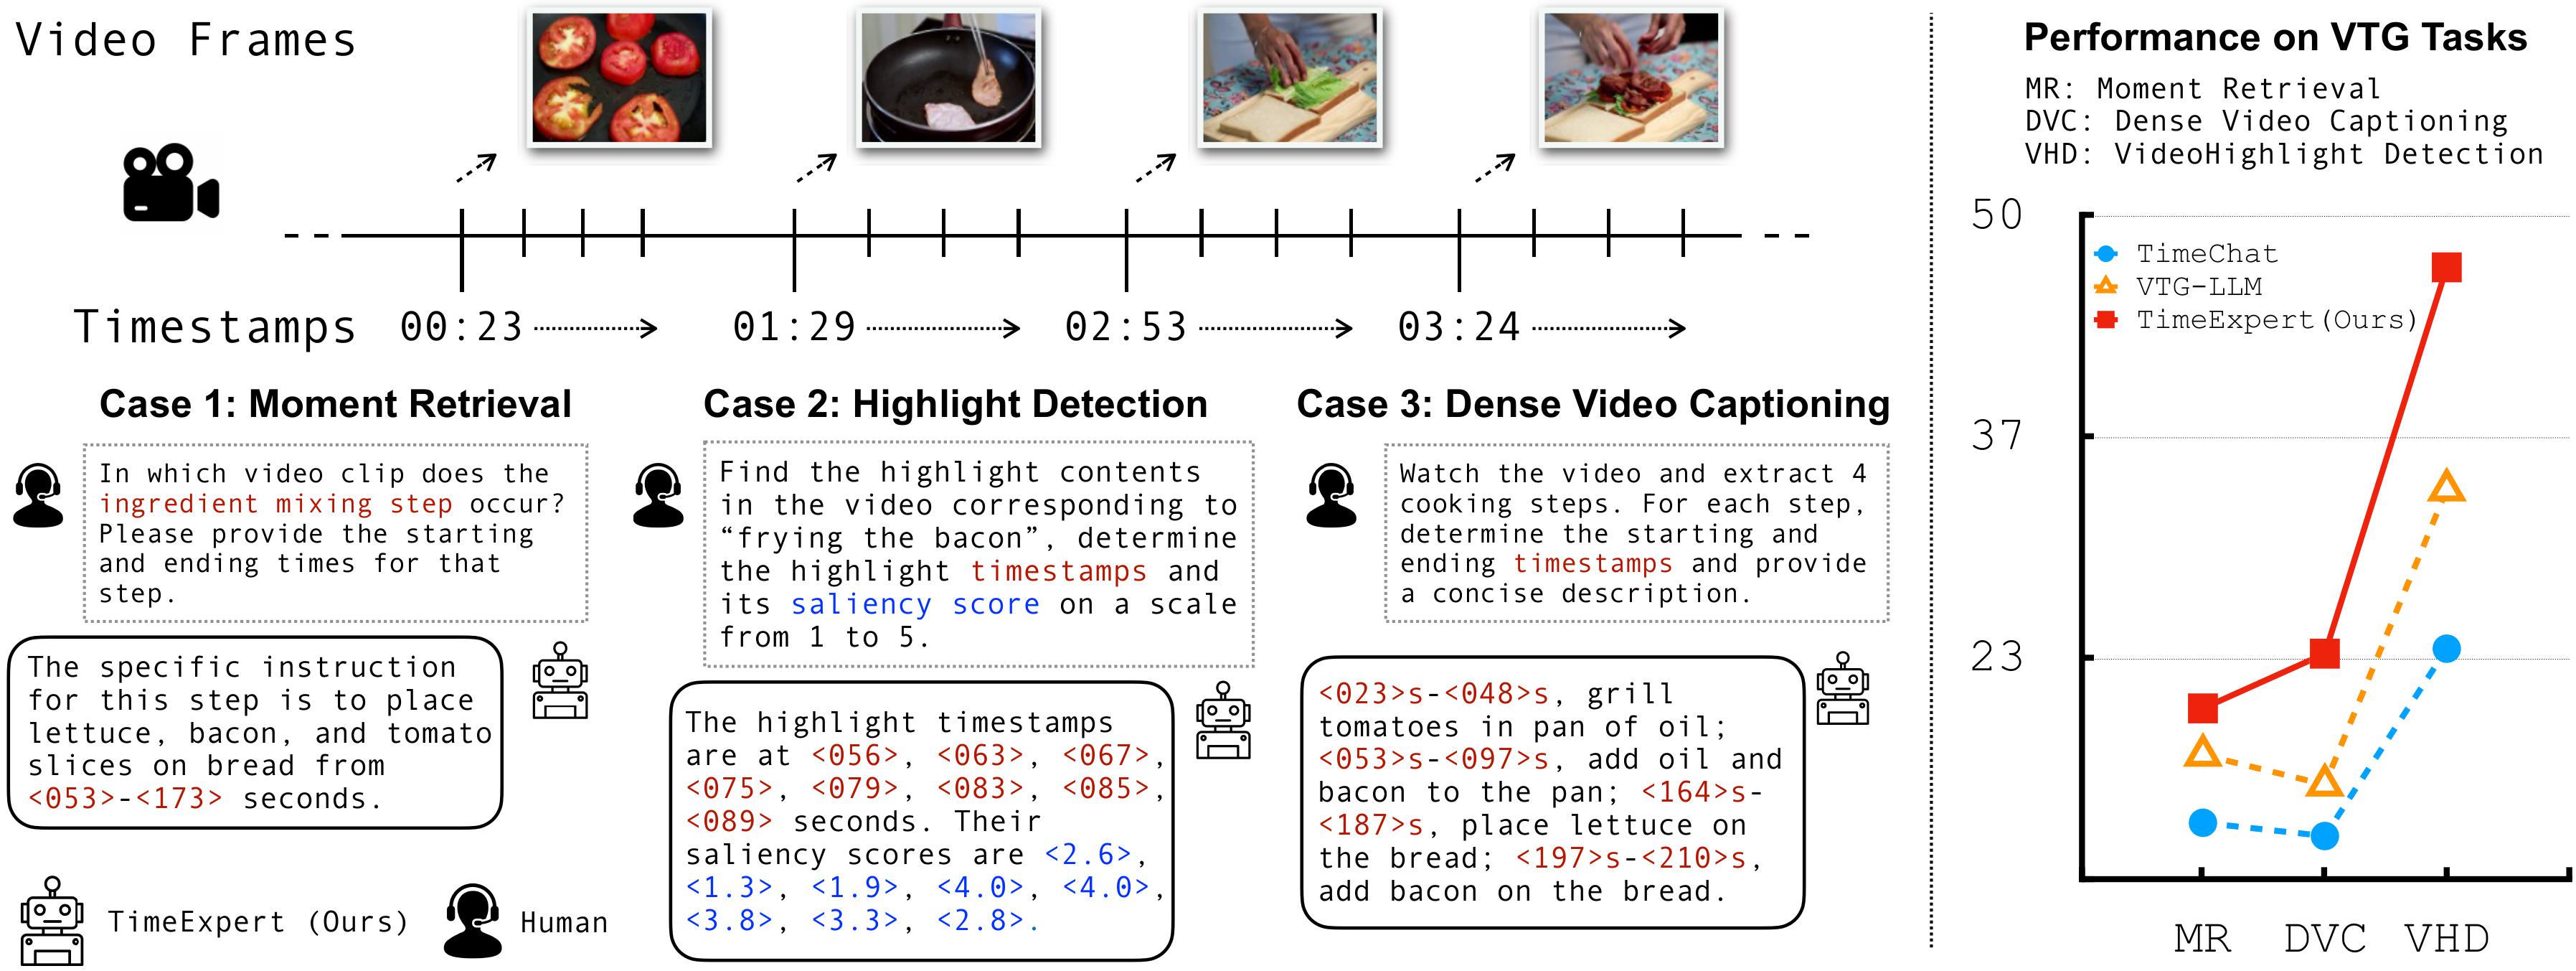 Video Frames
Timestamps
00:23
01:29
02:53
03:24
Case 1: Moment Retrieval
In which video clip does the
ingredient mixing step occur?
Please provide the starting
and ending times for that
step.
The specific instruction
for this step is to place
lettuce, bacon, and tomato
slices on bread from
<053>-<173> seconds.
TimeExpert (Ours)
Human
Case 2: Highlight Detection
Find the highlight contents
in the video corresponding to
“frying the bacon”, determine
the highlight timestamps and
its saliency score on a scale
from 1 to 5.
The highlight timestamps
are at <056>, <063>, <067>,
<075>, <079>, <083>, <085>,
<089> seconds. Their
saliency scores are <2.6>,
<1.3>, <1.9>, <4.0>, <4.0>,
<3.8>, <3.3>, <2.8>.
Case 3: Dense Video Captioning
Watch the video and extract 4
cooking steps. For each step,
determine the starting and
ending timestamps and provide
a concise description.
<023>s-<048>s, grill
tomatoes in pan of oil;
<053>s-<097>s, add oil and
bacon to the pan; <164>s-
<187>s, place lettuce on
the bread; <197>s-<210>s,
add bacon on the bread.
Performance on VTG Tasks
MR: Moment Retrieval
DVC: Dense Video Captioning
VHD: VideoHighlight Detection
50
37
23
TimeChat
VTG-LLM
TimeExpert(Ours)
MR
DVC
VHD